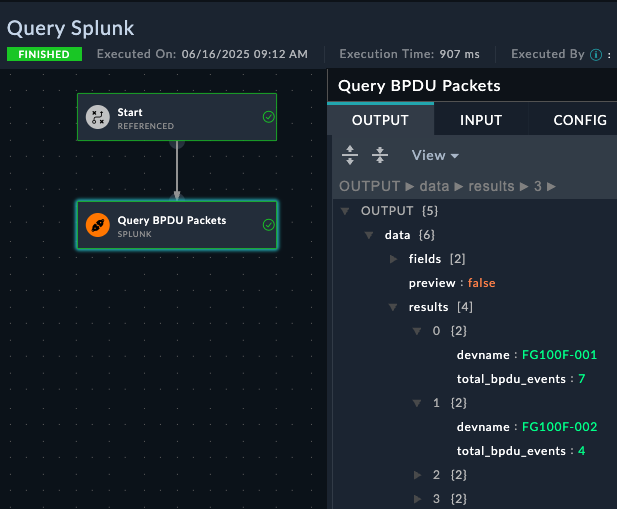 Query Splunk
FINISHED Executed On: 06/16/2025 09:12 AM Execution Time: 907 ms Executed By :
Query BPDU Packets
OUTPUT INPUT CONFIG
View
OUTPUT ▶ data ▶ results ▶ 3 ▶
OUTPUT {5}
data {6}
fields [2]
preview : false
results [4]
0 {2}
devname : FG100F-001
total_bpdu_events : 7
1 {2}
devname : FG100F-002
total_bpdu_events : 4
2 {2}
3 {2}
Start
REFERENCED
Query BPDU Packets
SPLUNK